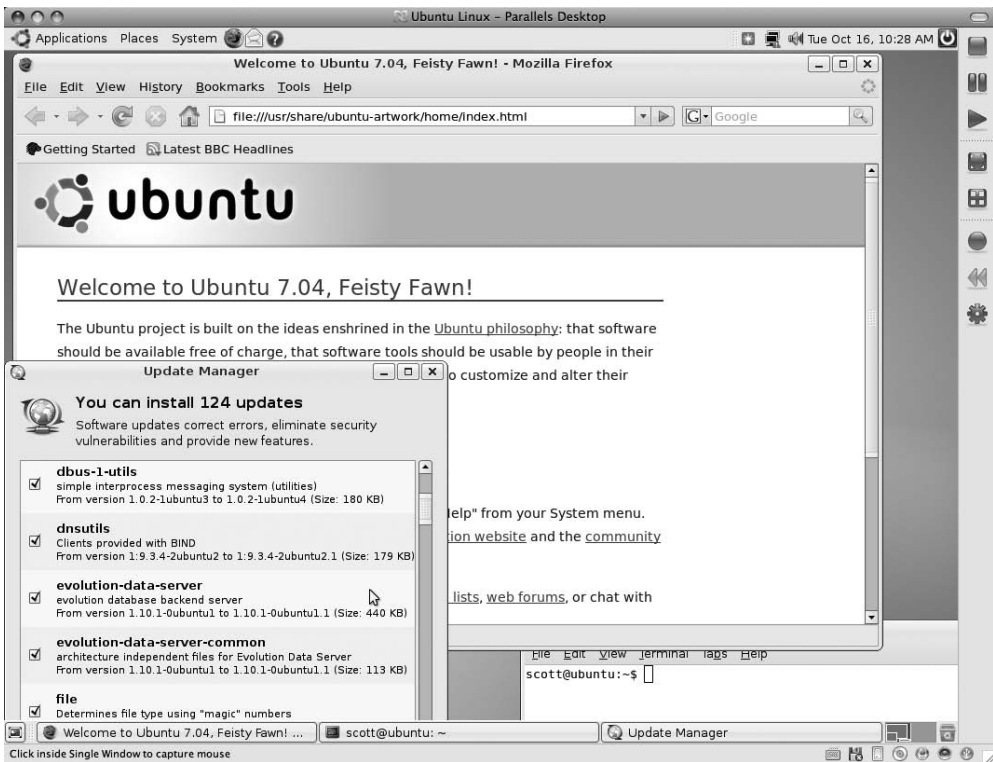 Ubuntu Linux – Parallels Desktop
Applications Places System
Tue Oct 16, 10:28 AM
Welcome to Ubuntu 7.04, Feisty Fawn! - Mozilla Firefox
File Edit View History Bookmarks Tools Help
file:///usr/share/ubuntu-artwork/home/index.html
G Google
Getting Started Latest BBC Headlines
ubuntu
Welcome to Ubuntu 7.04, Feisty Fawn!
The Ubuntu project is built on the ideas enshrined in the Ubuntu philosophy: that software
should be available free of charge, that software tools should be usable by people in their
o customize and alter their
Help" from your System menu.
ion website and the community
lists, web forums, or chat with
Update Manager
You can install 124 updates
Software updates correct errors, eliminate security
vulnerabilities and provide new features.
dbus-1-utils
simple interprocess messaging system (utilities)
From version 1.0.2-1ubuntu3 to 1.0.2-1ubuntu4 (Size: 180 KB)
dnsutils
Clients provided with BIND
From version 1:9.3.4-2ubuntu2 to 1:9.3.4-2ubuntu2.1 (Size: 179 KB)
evolution-data-server
evolution database backend server
From version 1.10.1-0ubuntu1 to 1.10.1-0ubuntu1.1 (Size: 440 KB)
evolution-data-server-common
architecture independent files for Evolution Data Server
From version 1.10.1-0ubuntu1 to 1.10.1-0ubuntu1.1 (Size: 113 KB)
file
Determines file type using "magic" numbers
File Edit View Terminal Tabs Help
scott@ubuntu:~$
Welcome to Ubuntu 7.04, Feisty Fawn! ...
scott@ubuntu: ~
Update Manager
Click inside Single Window to capture mouse